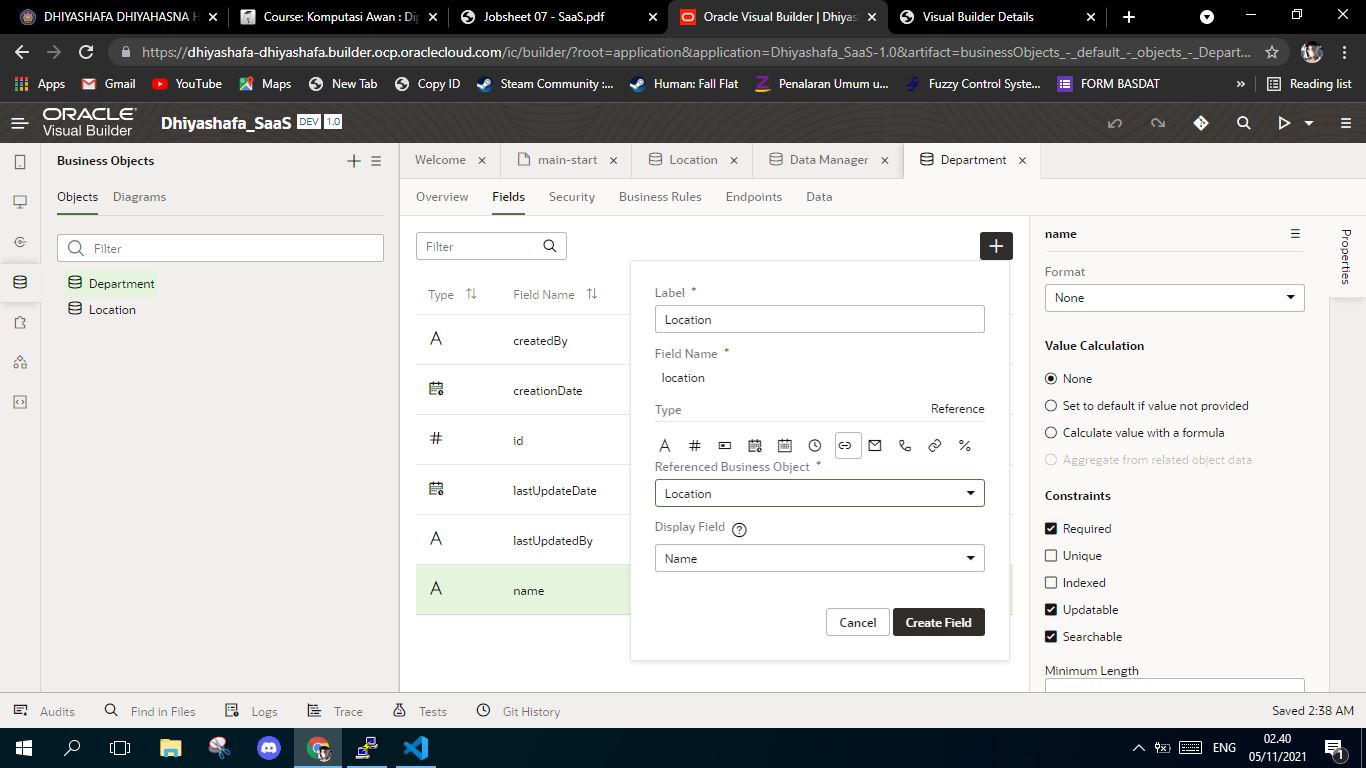 DHIYASHAFA DHIYAHASNA H
Course: Komputasi Awan : Dip
Jobsheet 07 - SaaS.pdf
Oracle Visual Builder | Dhiyash
Visual Builder Details
https://dhiyashafa-dhiyashafa.builder.ocp.oraclecloud.com/ic/builder/?root=application&application=Dhiyashafa_SaaS-1.0&artifact=businessObjects_-_default_-_objects_-_Depart...
Apps
Gmail
YouTube
Maps
New Tab
Copy ID
Steam Community :...
Human: Fall Flat
Penalaran Umum u...
Fuzzy Control Syste...
FORM BASDAT
»
Reading list
ORACLE
Visual Builder
Dhiyashafa_SaaS DEV 1.0
Business Objects
Objects Diagrams
Filter
Department
Location
Welcome
main-start
Location
Data Manager
Department
Overview Fields Security Business Rules Endpoints Data
Filter
Type Field Name
createdBy
creationDate
id
lastUpdateDate
lastUpdatedBy
name
Label *
Location
Field Name *
location
Type Reference
Referenced Business Object *
Location
Display Field
Name
Cancel Create Field
name
Properties
Format
None
Value Calculation
None
Set to default if value not provided
Calculate value with a formula
Aggregate from related object data
Constraints
Required
Unique
Indexed
Updatable
Searchable
Minimum Length
Audits Find in Files Logs Trace Tests Git History
Saved 2:38 AM
ENG
02.40
05/11/2021
1